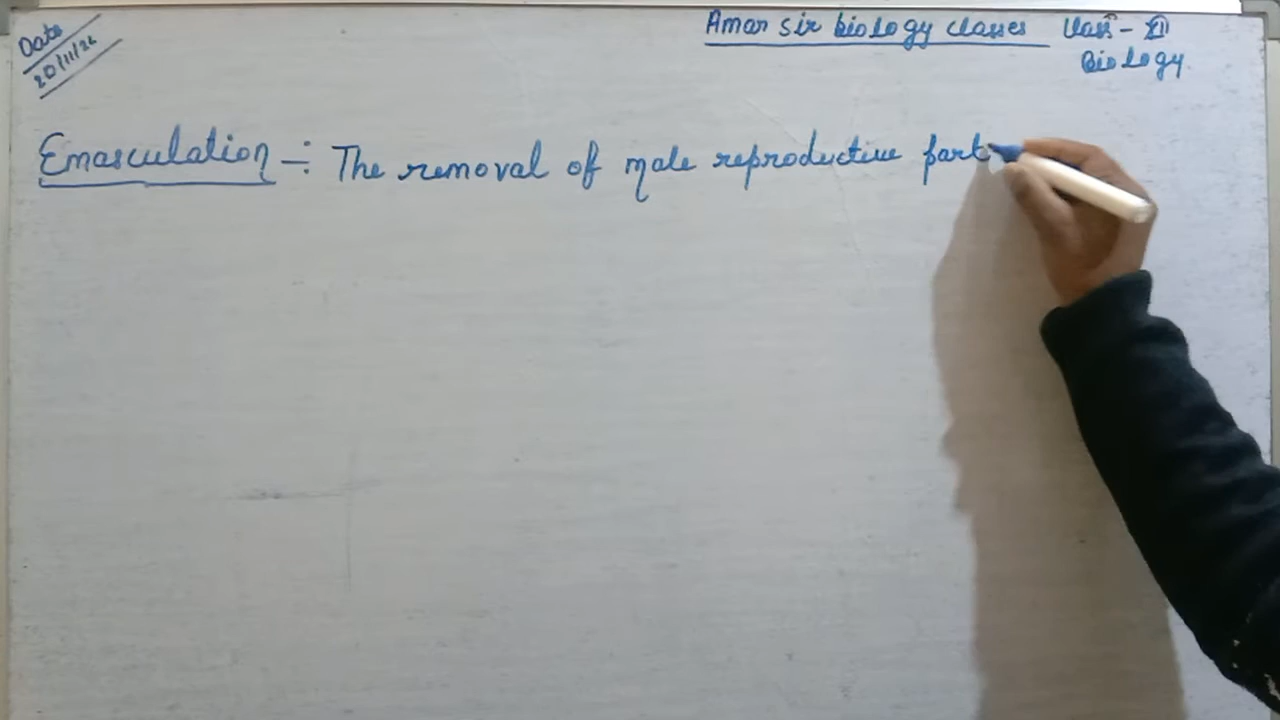 Date
20/11/24
Amar sir biology classes Class - XII
Biology
Emasculation -: The removal of male reproductive part